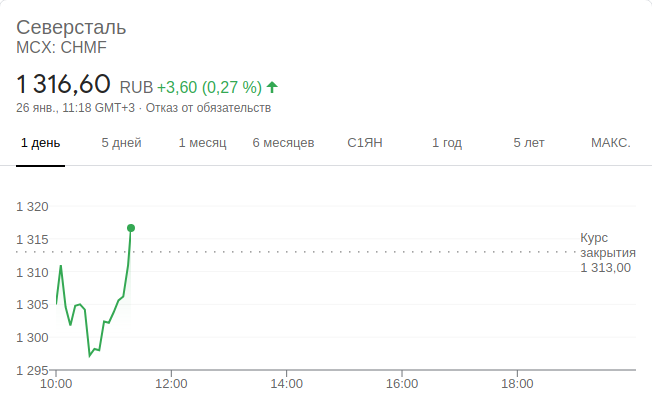 Северсталь
MCX: CHMF
1 316,60 RUB +3,60 (0,27 %)
26 янв., 11:18 GMT+3 · Отказ от обязательств
1 день 5 дней 1 месяц 6 месяцев С1ЯН 1 год 5 лет МАКС.
1 320
1 315
Курс
закрытия
1 313,00
1 310
1 305
1 300
1 295
10:00 12:00 14:00 16:00 18:00